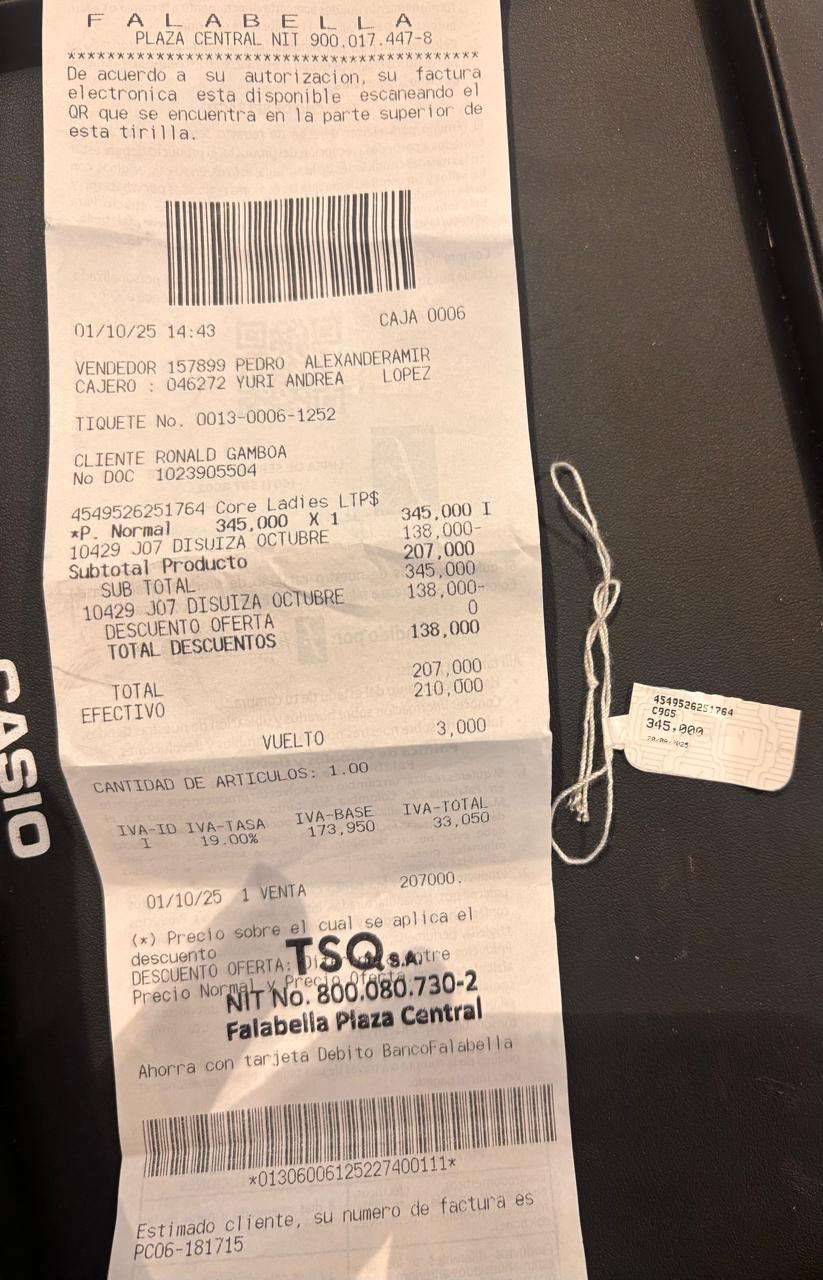 F A L A B E L L A
PLAZA CENTRAL NIT 900.017.447-8
****************************************
De acuerdo a su autorizacion, su factura
electronica esta disponible escaneando el
QR que se encuentra en la parte superior de
esta tirilla.
01/10/25 14:43 CAJA 0006
VENDEDOR 157899 PEDRO ALEXANDERAMIR
CAJERO : 046272 YURI ANDREA LOPEZ
TIQUETE No. 0013-0006-1252
CLIENTE RONALD GAMBOA
No DOC 1023905504
4549526251764 Core Ladies LTP$
*P. Normal 345,000 X 1 345,000 I
10429 J07 DISUIZA OCTUBRE 138,000-
Subtotal Producto 207,000
SUB TOTAL 345,000
10429 J07 DISUIZA OCTUBRE 138,000-
DESCUENTO OFERTA 0
TOTAL DESCUENTOS 138,000
TOTAL 207,000
EFECTIVO 210,000
VUELTO 3,000
CANTIDAD DE ARTICULOS: 1.00
IVA-ID IVA-TASA IVA-BASE IVA-TOTAL
I 19.00% 173,950 33,050
01/10/25 1 VENTA 207000.
(*) Precio sobre el cual se aplica el
descuento
DESCUENTO OFERTA:
Precio Normal y Precio Oferta
TSQ S.A.
NIT No. 800.080.730-2
Falabella Plaza Central
Ahorra con tarjeta Debito BancoFalabella
*01306006125227400111*
Estimado cliente, su numero de factura es
PC06-181715
CASIO
4549526251764
C965
345,000